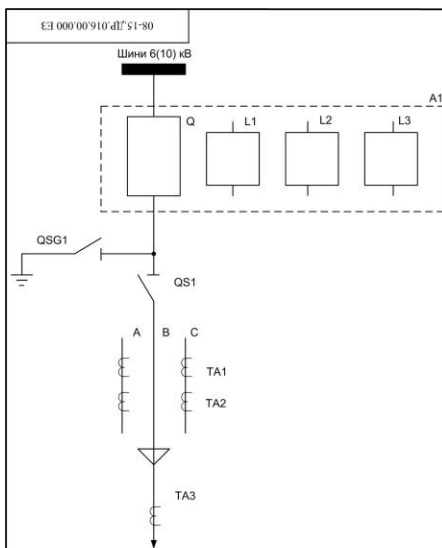 08-15.ДР.016.00.00.000 Е3
Шини 6(10) кВ
A1
Q
L1
L2
L3
QSG1
QS1
A
B
C
TA1
TA2
TA3